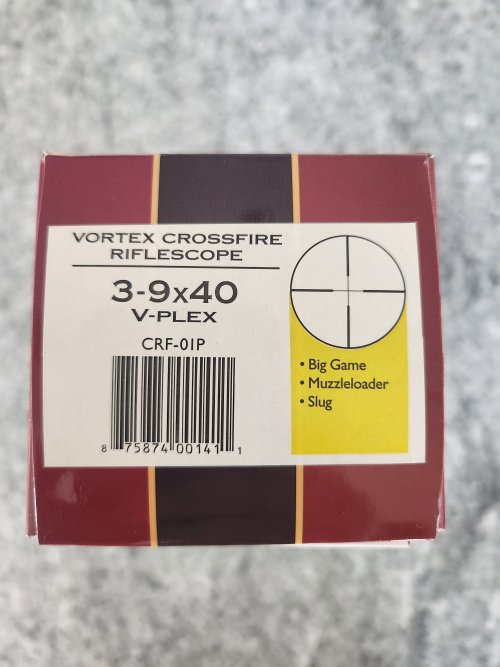 VORTEX CROSSFIRE
RIFLESCOPE
3-9x40
V-PLEX
CRF-01P
8 75874 00141 1
• Big Game
• Muzzleloader
• Slug